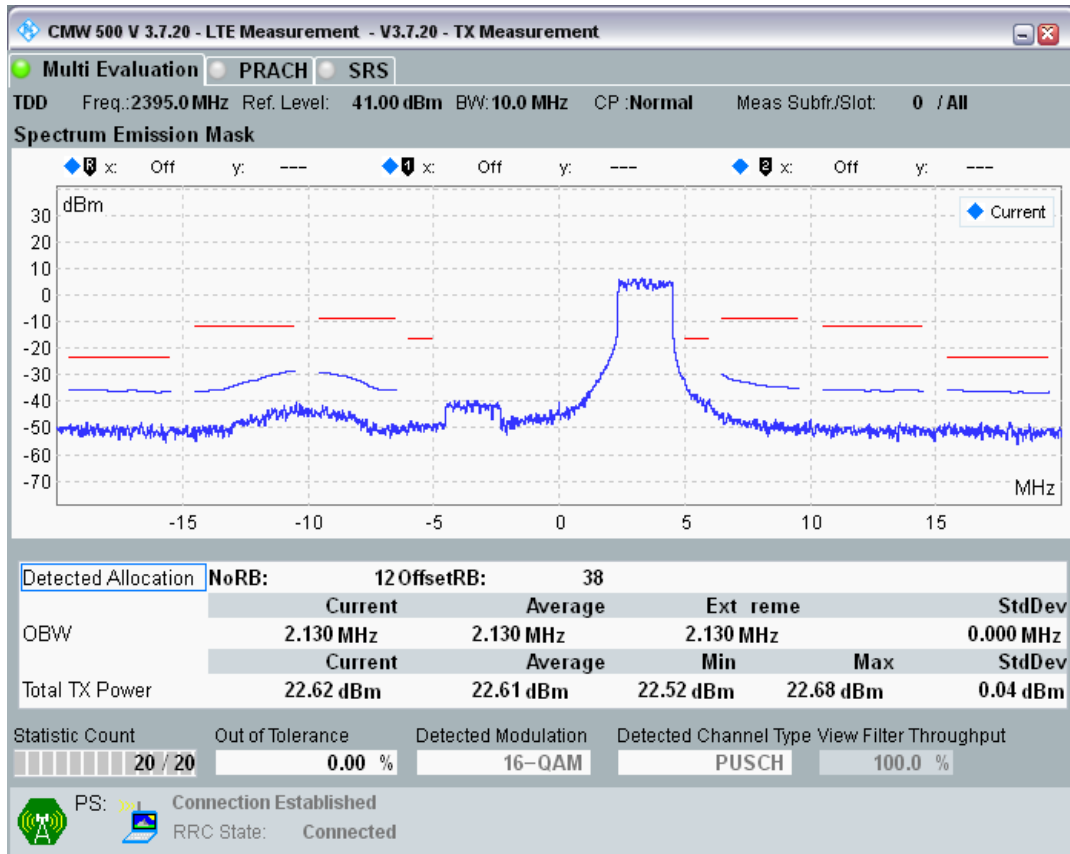 CMW 500 V 3.7.20 - LTE Measurement - V3.7.20 - TX Measurement
Multi Evaluation PRACH SRS
TDD Freq.:2395.0 MHz Ref. Level: 41.00 dBm BW:10.0 MHz CP :Normal Meas Subfr./Slot: 0 / All
Spectrum Emission Mask
R x: Off y: --- 1 x: Off y: --- 2 x: Off y: ---
dBm
Current
30
20
10
0
-10
-20
-30
-40
-50
-60
-70
MHz
-15 -10 -5 0 5 10 15
Detected Allocation NoRB: 12 OffsetRB: 38
Current Average Ext reme StdDev
OBW 2.130 MHz 2.130 MHz 2.130 MHz 0.000 MHz
Current Average Min Max StdDev
Total TX Power 22.62 dBm 22.61 dBm 22.52 dBm 22.68 dBm 0.04 dBm
Statistic Count Out of Tolerance Detected Modulation Detected Channel Type View Filter Throughput
20 / 20 0.00 % 16-QAM PUSCH 100.0 %
PS: Connection Established
RRC State: Connected